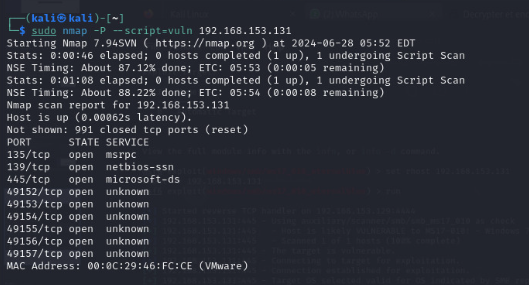 ┌──(kali㉿kali)-[~]
└─$ sudo nmap -P --script=vuln 192.168.153.131
Starting Nmap 7.94SVN ( https://nmap.org ) at 2024-06-28 05:52 EDT
Stats: 0:00:46 elapsed; 0 hosts completed (1 up), 1 undergoing Script Scan
NSE Timing: About 87.12% done; ETC: 05:53 (0:00:05 remaining)
Stats: 0:01:08 elapsed; 0 hosts completed (1 up), 1 undergoing Script Scan
NSE Timing: About 88.22% done; ETC: 05:54 (0:00:08 remaining)
Nmap scan report for 192.168.153.131
Host is up (0.00062s latency).
Not shown: 991 closed tcp ports (reset)
PORT      STATE SERVICE
135/tcp   open  msrpc
139/tcp   open  netbios-ssn
445/tcp   open  microsoft-ds
49152/tcp open  unknown
49153/tcp open  unknown
49154/tcp open  unknown
49155/tcp open  unknown
49156/tcp open  unknown
49157/tcp open  unknown
MAC Address: 00:0C:29:46:FC:CE (VMware)